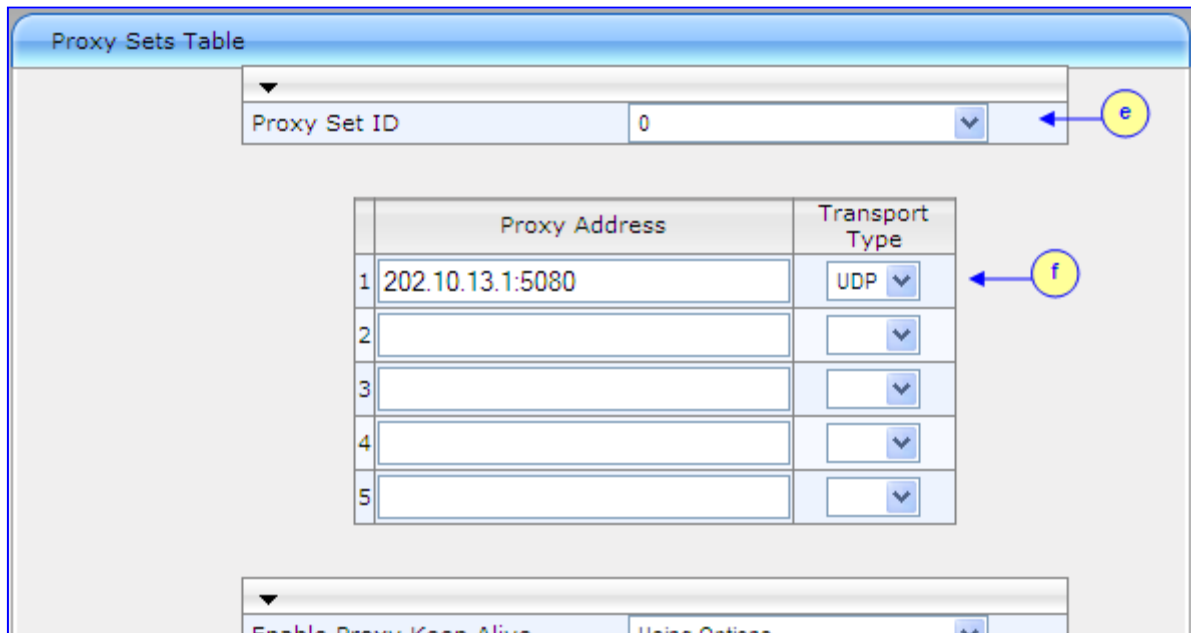 Proxy Sets Table
Proxy Set ID 0 e
Proxy Address Transport Type
1 202.10.13.1:5080 UDP f
2
3
4
5
Enable Proxy Keep Alive Using Options